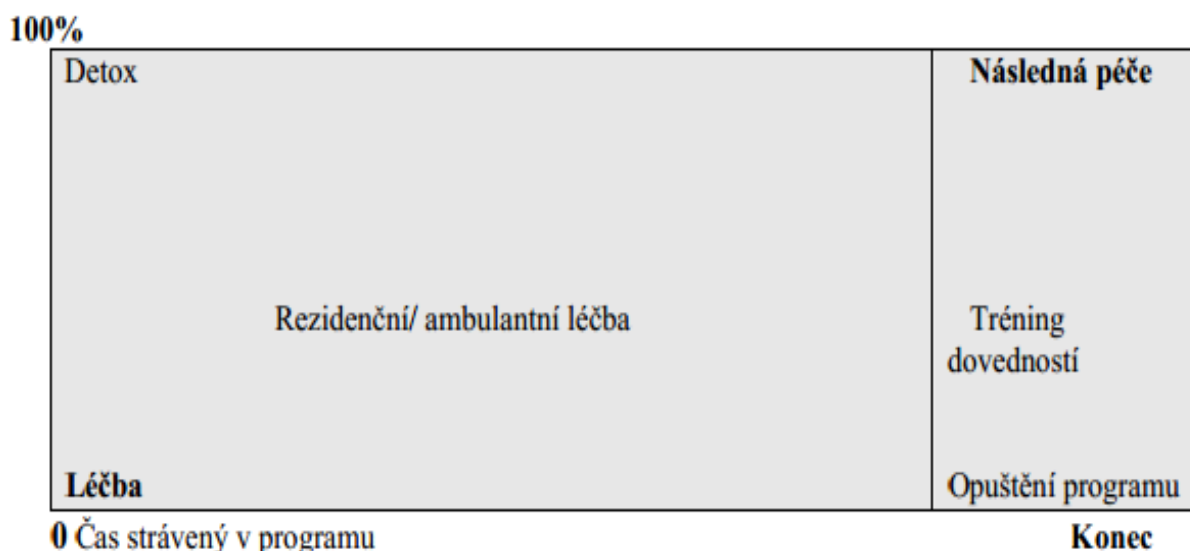 100%
Detox
Následná péče
Rezidenční/ ambulantní léčba
Tréning
dovedností
Léčba
Opuštění programu
0 Čas strávený v programu
Konec